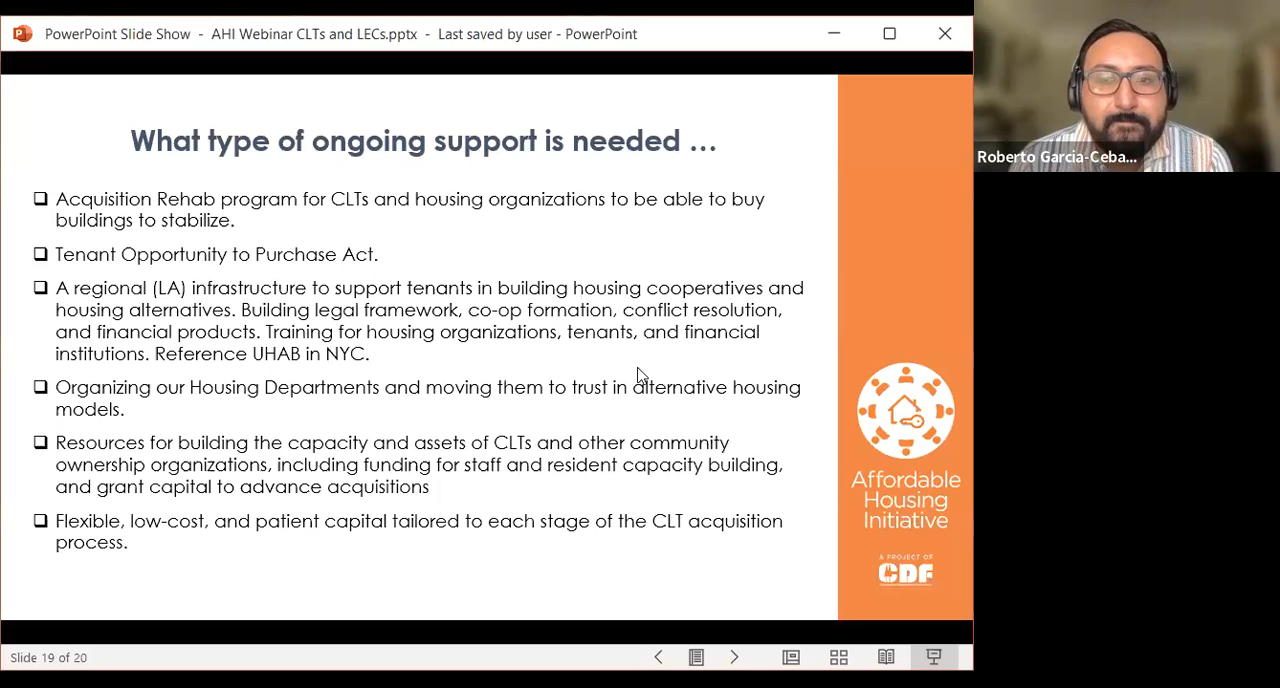 PowerPoint Slide Show - AHI Webinar CLTs and LECs.pptx - Last saved by user - PowerPoint
What type of ongoing support is needed ...
Acquisition Rehab program for CLTs and housing organizations to be able to buy
buildings to stabilize.
Tenant Opportunity to Purchase Act.
A regional (LA) infrastructure to support tenants in building housing cooperatives and
housing alternatives. Building legal framework, co-op formation, conflict resolution,
and financial products. Training for housing organizations, tenants, and financial
institutions. Reference UHAB in NYC.
Organizing our Housing Departments and moving them to trust in alternative housing
models.
Resources for building the capacity and assets of CLTs and other community
ownership organizations, including funding for staff and resident capacity building,
and grant capital to advance acquisitions
Flexible, low-cost, and patient capital tailored to each stage of the CLT acquisition
process.
Affordable
Housing
Initiative
A PROJECT OF
CDF
Slide 19 of 20
Roberto Garcia-Ceba...